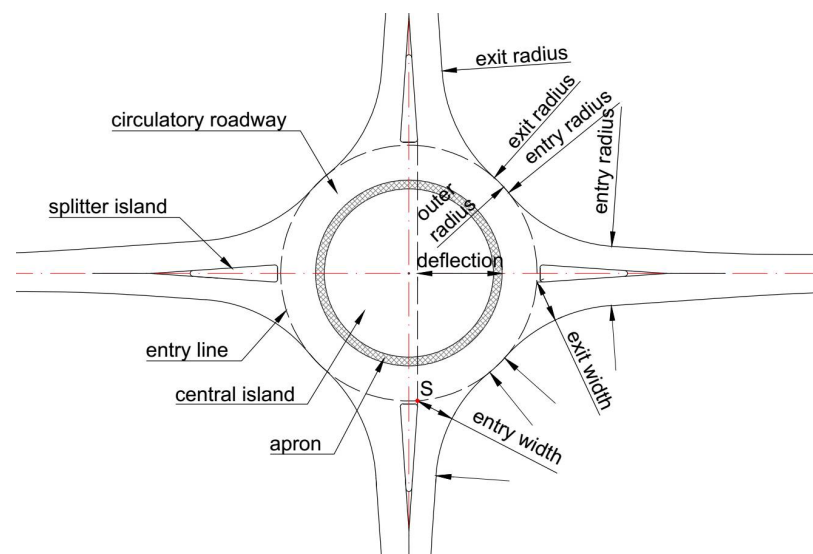 exit radius
circulatory roadway
exit radius
entry radius
entry radius
splitter island
outer
radius
deflection
entry line
central island
S
exit width
entry width
apron